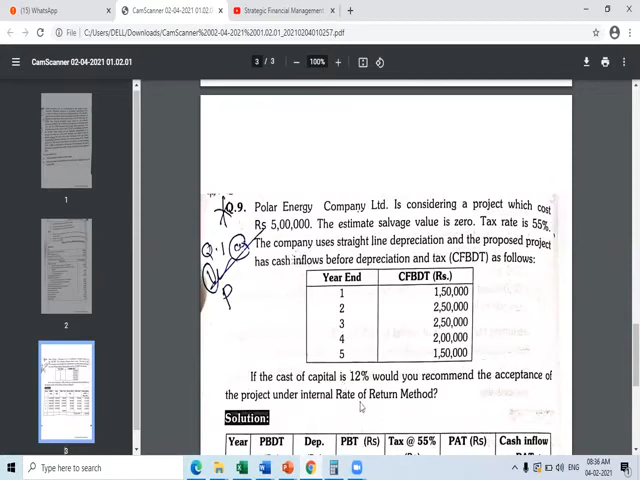 (15) WhatsApp
CamScanner 02-04-2021 01.02.01
Strategic Financial Management
File
C:/Users/DELL/Downloads/CamScanner%2002-04-2021%2001.02.01_20210204010257.pdf
CamScanner 02-04-2021 01.02.01
3 / 3
100%
1
2
3
Q.9. Polar Energy Company Ltd. Is considering a project which cost
Rs 5,00,000. The estimate salvage value is zero. Tax rate is 55%.
The company uses straight line depreciation and the proposed project
has cash inflows before depreciation and tax (CFBDT) as follows:
Q.1
P
Year End CFBDT (Rs.)
1 1,50,000
2 2,50,000
3 2,50,000
4 2,00,000
5 1,50,000
If the cast of capital is 12% would you recommend the acceptance of
the project under internal Rate of Return Method?
Solution:
Year PBDT Dep. PBT (Rs) Tax @ 55% PAT (Rs) Cash inflow
Type here to search
ENG
08:36 AM
04-02-2021